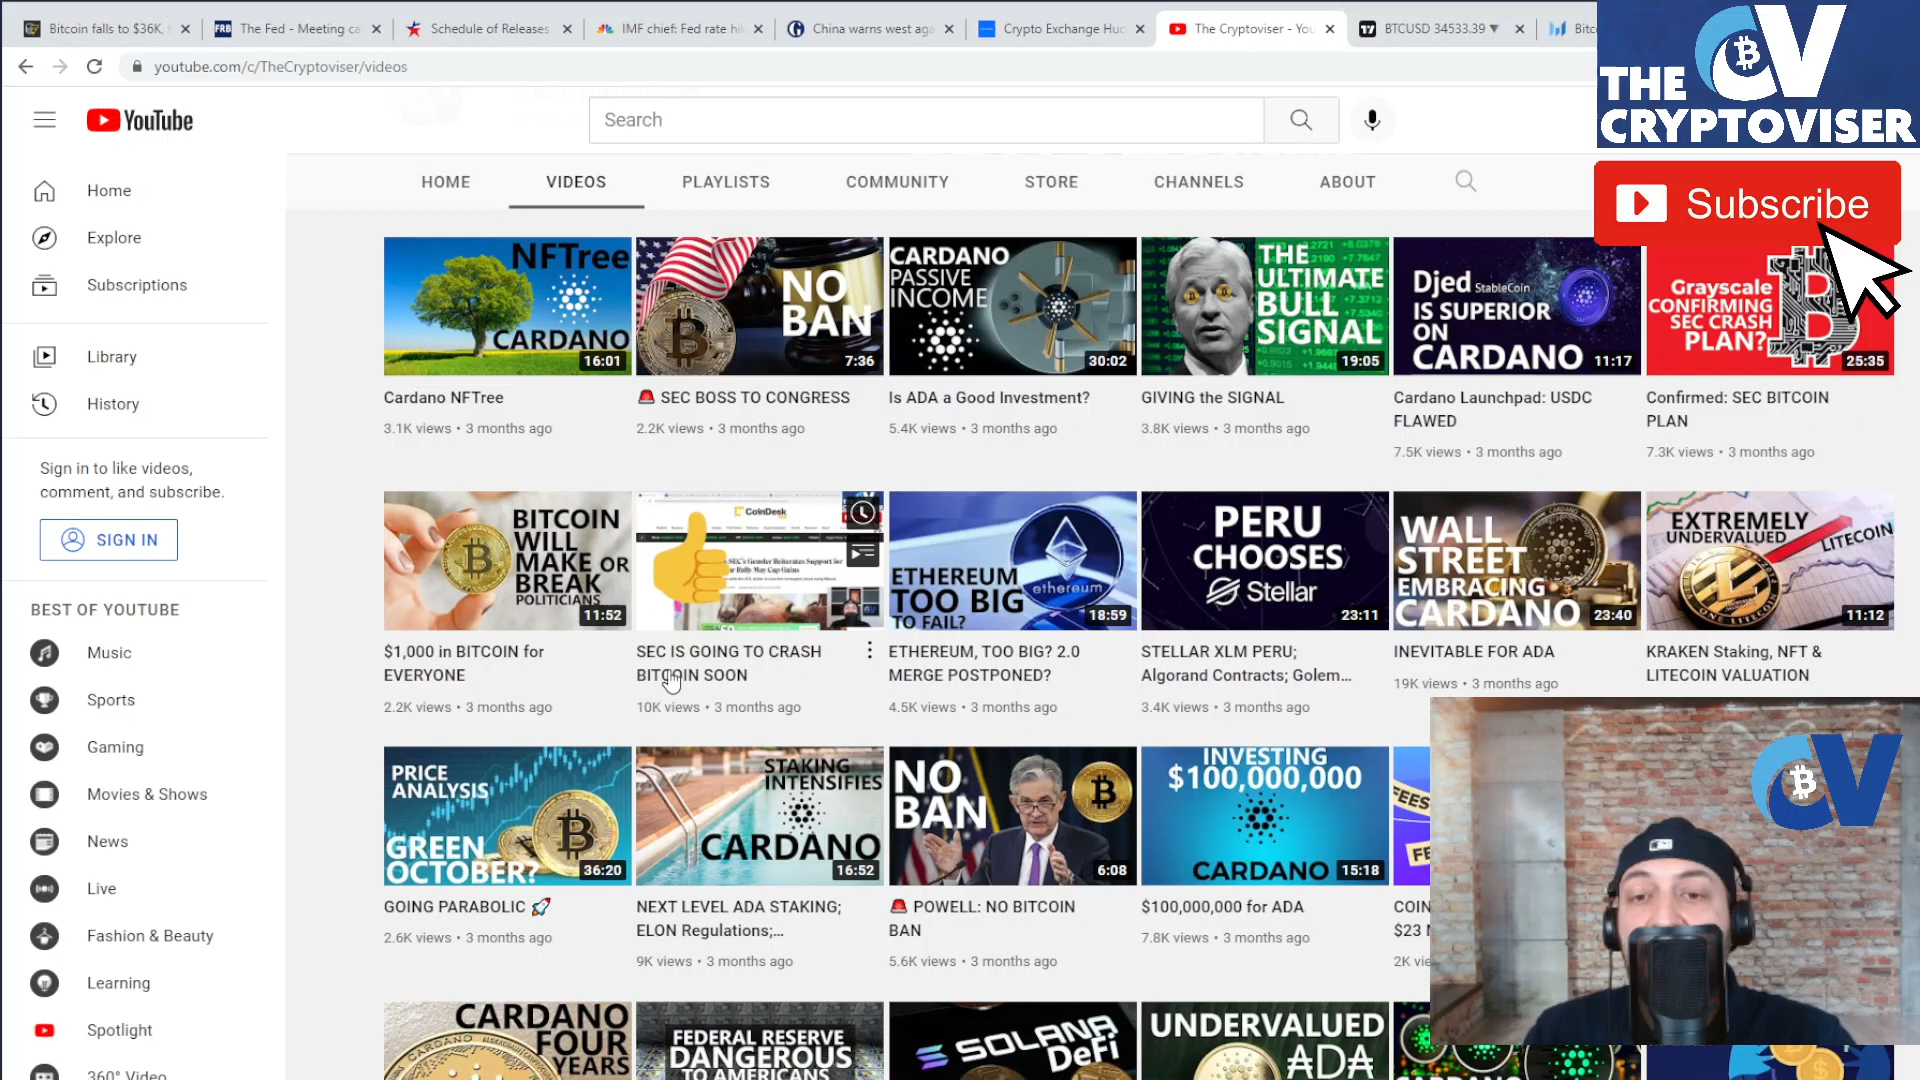 Bitcoin falls to $36K,
The Fed - Meeting ca
Schedule of Releases
IMF chief: Fed rate hi
China warns west aga
Crypto Exchange Huo
The Cryptoviser - You
BTCUSD 34533.39 ▼
Bitc
youtube.com/c/TheCryptoviser/videos
THE CV
CRYPTOVISER
Subscribe
YouTube
Search
HOME
VIDEOS
PLAYLISTS
COMMUNITY
STORE
CHANNELS
ABOUT
Home
Explore
Subscriptions
Library
History
Sign in to like videos,
comment, and subscribe.
SIGN IN
BEST OF YOUTUBE
Music
Sports
Gaming
Movies & Shows
News
Live
Fashion & Beauty
Learning
Spotlight
360° Video
NFTree
CARDANO
16:01
Cardano NFTree
3.1K views • 3 months ago
NO
BAN
7:36
🚨 SEC BOSS TO CONGRESS
2.2K views • 3 months ago
CARDANO
PASSIVE
INCOME
30:02
Is ADA a Good Investment?
5.4K views • 3 months ago
THE
ULTIMATE
BULL
SIGNAL
19:05
GIVING the SIGNAL
3.8K views • 3 months ago
Djed StableCoin
IS SUPERIOR
ON
CARDANO
11:17
Cardano Launchpad: USDC
FLAWED
7.5K views • 3 months ago
Grayscale
CONFIRMING
SEC CRASH
PLAN?
25:35
Confirmed: SEC BITCOIN
PLAN
7.3K views • 3 months ago
BITCOIN
WILL
MAKE OR
BREAK
POLITICIANS
11:52
$1,000 in BITCOIN for
EVERYONE
2.2K views • 3 months ago
CoinDesk
SEC's Gensler Reiterates Support for
SEC IS GOING TO CRASH
BITCOIN SOON
10K views • 3 months ago
ETHEREUM
TOO BIG
TO FAIL?
ethereum
18:59
ETHEREUM, TOO BIG? 2.0
MERGE POSTPONED?
4.5K views • 3 months ago
PERU
CHOOSES
Stellar
23:11
STELLAR XLM PERU;
Algorand Contracts; Golem...
3.4K views • 3 months ago
WALL
STREET
EMBRACING
CARDANO
23:40
INEVITABLE FOR ADA
19K views • 3 months ago
EXTREMELY
UNDERVALUED
LITECOIN
11:12
KRAKEN Staking, NFT &
LITECOIN VALUATION
PRICE
ANALYSIS
GREEN
OCTOBER?
36:20
GOING PARABOLIC 🚀
2.6K views • 3 months ago
STAKING
INTENSIFIES
CARDANO
16:52
NEXT LEVEL ADA STAKING;
ELON Regulations;...
9K views • 3 months ago
NO
BAN
6:08
🚨 POWELL: NO BITCOIN
BAN
5.6K views • 3 months ago
INVESTING
$100,000,000
CARDANO
15:18
$100,000,000 for ADA
7.8K views • 3 months ago
FEES
FE
COIN
$23
2K vie
CV
CARDANO
FOUR
YEARS
FEDERAL RESERVE
DANGEROUS
TO AMERICANS
SOLANA
DeFi
UNDERVALUED
ADA